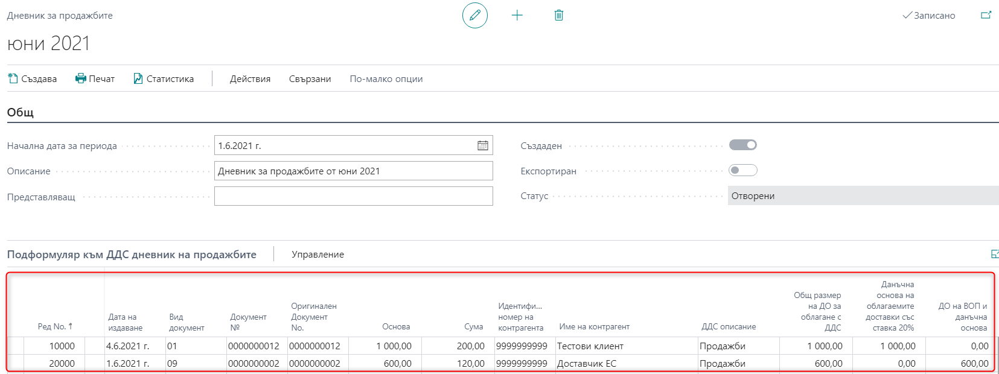 Дневник за продажбите
Записано
юни 2021
Създава Печат Статистика Действия Свързани По-малко опции
Общ
Начална дата за периода 1.6.2021 г. Създаден
Описание Дневник за продажбите от юни 2021 Експортиран
Представляващ Статус Отворени
Подформуляр към ДДС дневник на продажбите Управление
Ред No. ↑
Дата на издаване
Вид документ
Документ №
Оригинален Документ No.
Основа
Сума
Идентифи... номер на контрагента
Име на контрагент
ДДС описание
Общ размер на ДО за облагане с ДДС
Данъчна основа на облагаемите доставки със ставка 20%
ДО на ВОП и данъчна основа
10000 4.6.2021 г. 01 0000000012 0000000012 1 000,00 200,00 9999999999 Тестови клиент Продажби 1 000,00 1 000,00 0,00
20000 1.6.2021 г. 09 0000000002 0000000002 600,00 120,00 9999999999 Доставчик ЕС Продажби 600,00 0,00 600,00